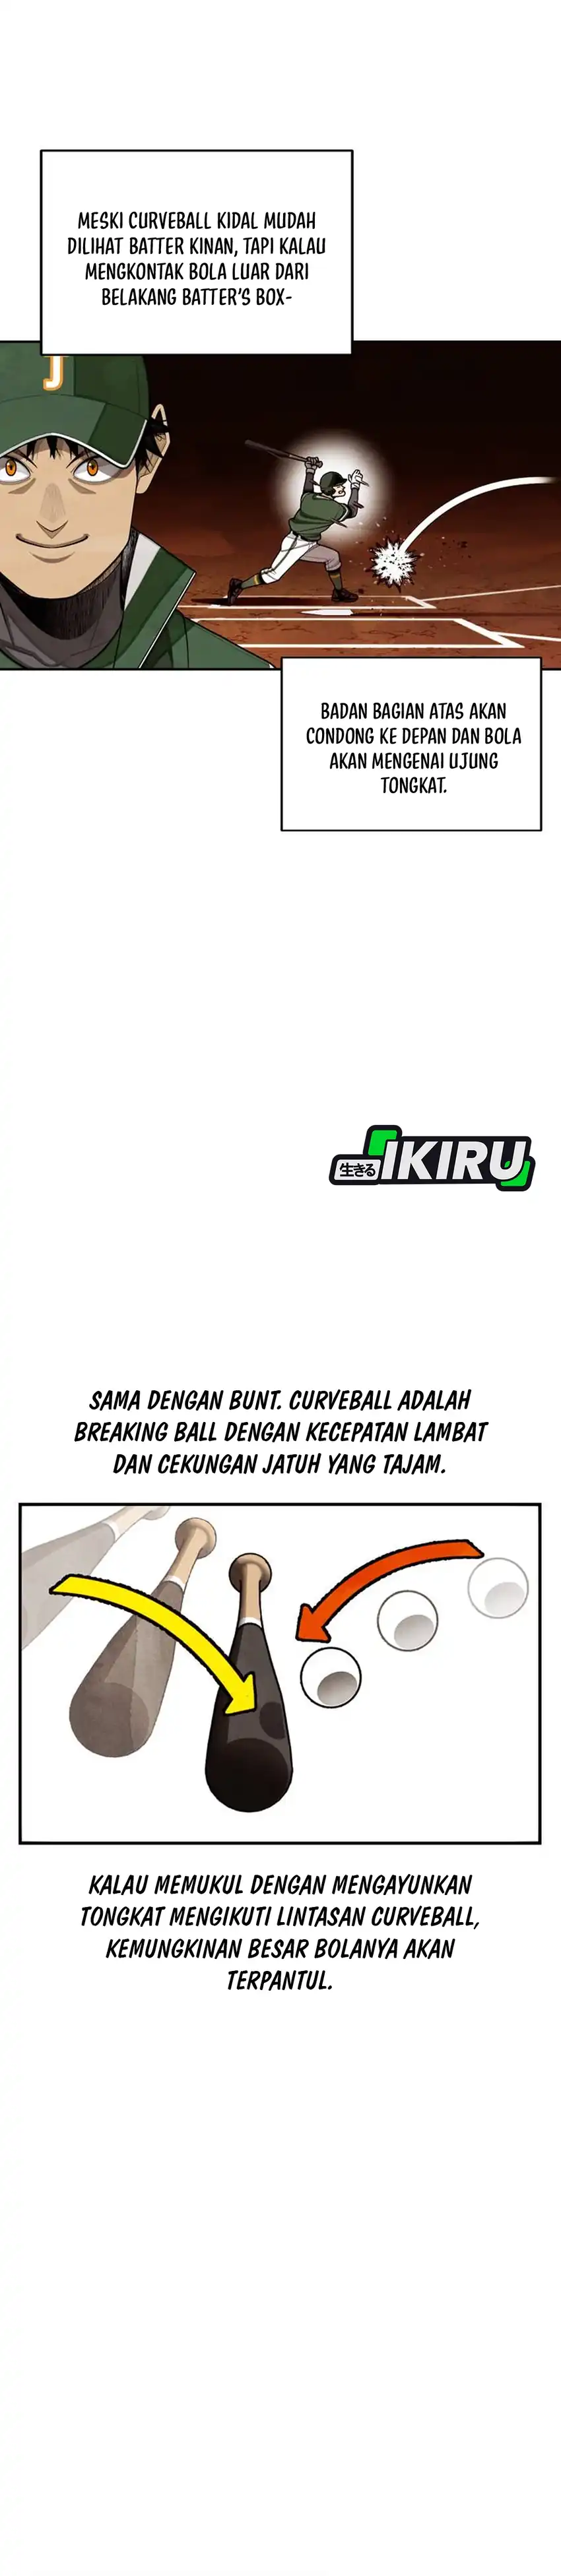 MESKI CURVEBALL KIDAL MUDAH
DILIHAT BATTER KINAN, TAPI KALAU
MENGKONTAK BOLA LUAR DARI
BELAKANG BATTER'S BOX-
J
BADAN BAGIAN ATAS AKAN
CONDONG KE DEPAN DAN BOLA
AKAN MENGENAI UJUNG
TONGKAT.
生きる IKIRU
SAMA DENGAN BUNT. CURVEBALL ADALAH
BREAKING BALL DENGAN KECEPATAN LAMBAT
DAN CEKUNGAN JATUH YANG TAJAM.
KALAU MEMUKUL DENGAN MENGAYUNKAN
TONGKAT MENGIKUTI LINTASAN CURVEBALL,
KEMUNGKINAN BESAR BOLANYA AKAN
TERPANTUL.